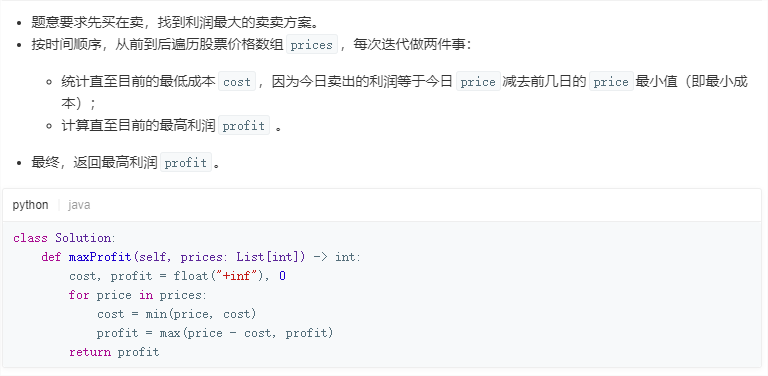 题意要求先买在卖，找到利润最大的卖卖方案。
按时间顺序，从前到后遍历股票价格数组 prices ，每次迭代做两件事：
统计直至目前的最低成本 cost ，因为今日卖出的利润等于今日 price 减去前几日的 price 最小值（即最小成
本）；
计算直至目前的最高利润 profit 。
最终，返回最高利润 profit 。
python | java
class Solution:
    def maxProfit(self, prices: List[int]) -> int:
        cost, profit = float("+inf"), 0
        for price in prices:
            cost = min(price, cost)
            profit = max(price - cost, profit)
        return profit